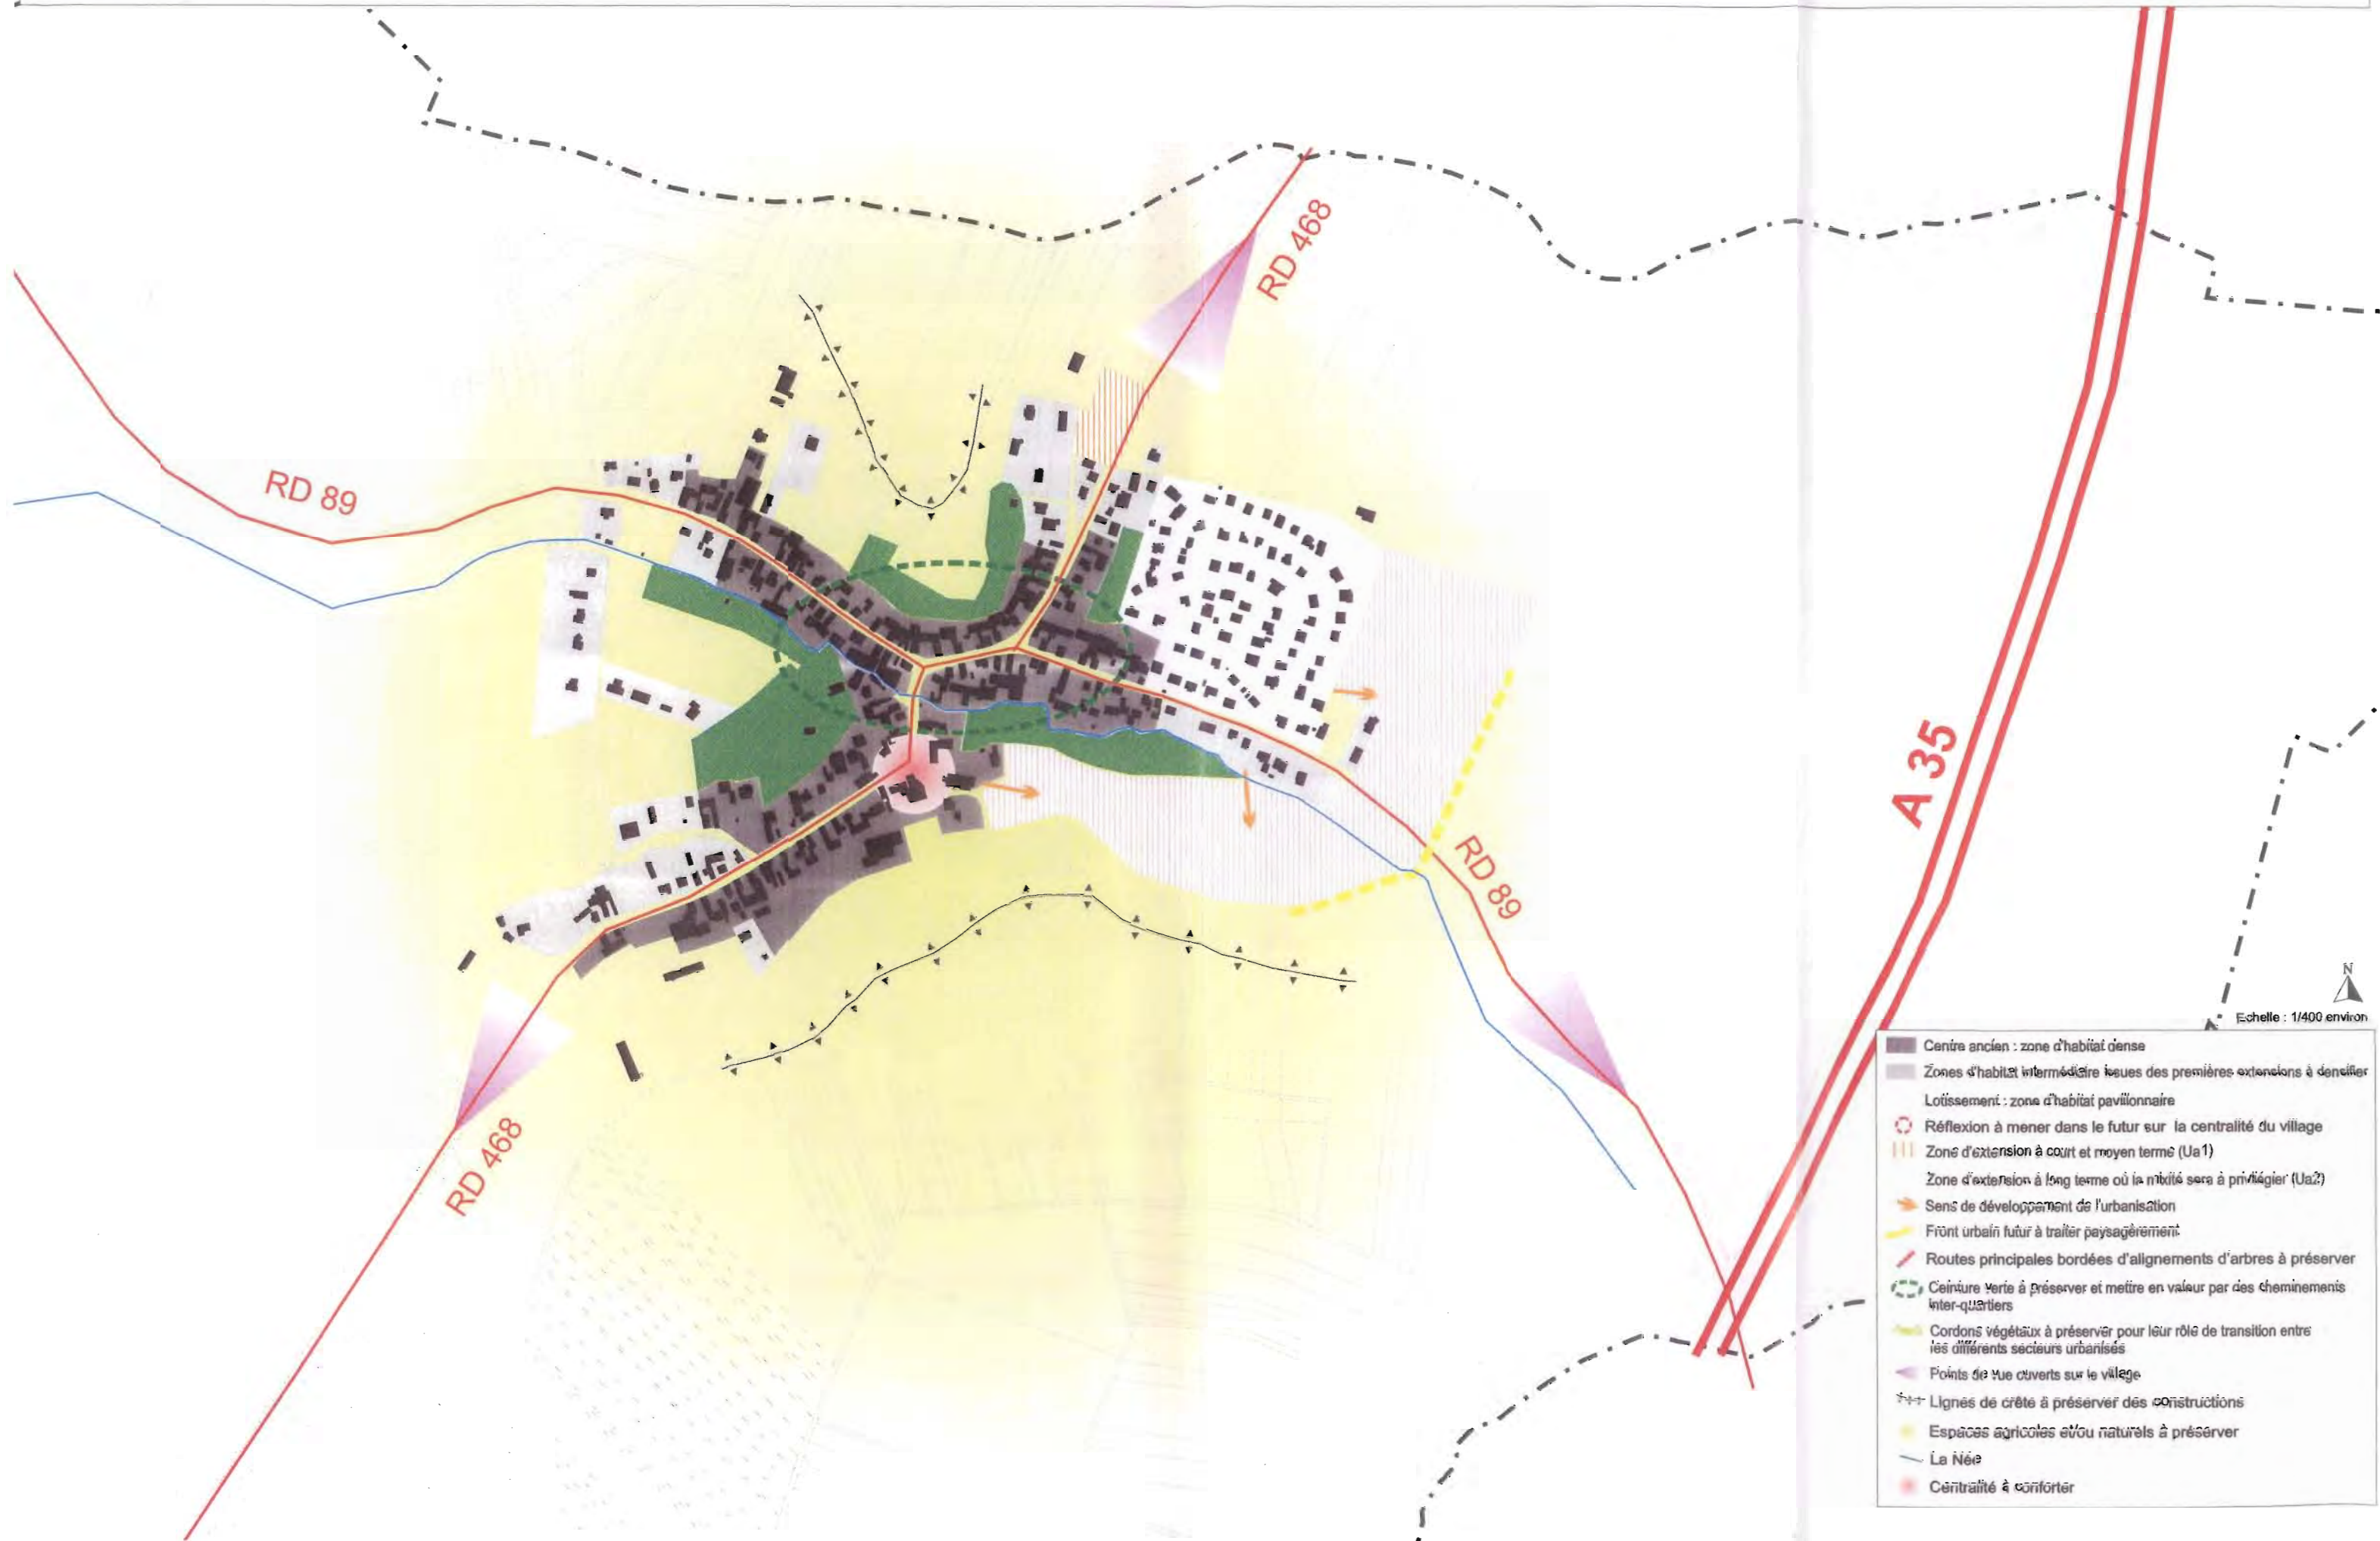 RD 468
RD 89
A 35
RD 89
RD 468
N
Echelle : 1/400 environ
Centre ancien : zone d'habitat dense
Zones d'habitat intermédiaire issues des premières extensions à densifier
Lotissement : zone d'habitat pavillonnaire
Réflexion à mener dans le futur sur la centralité du village
Zone d'extension à court et moyen terme (Ua1)
Zone d'extension à long terme où la mixité sera à privilégier (Ua2)
Sens de développement de l'urbanisation
Front urbain futur à traiter paysagèrement
Routes principales bordées d'alignements d'arbres à préserver
Ceinture verte à préserver et mettre en valeur par des cheminements
inter-quartiers
Cordons végétaux à préserver pour leur rôle de transition entre
les différents secteurs urbanisés
Points de vue ouverts sur le village
Lignes de crête à préserver des constructions
Espaces agricoles et/ou naturels à préserver
La Née
Centralité à conforter